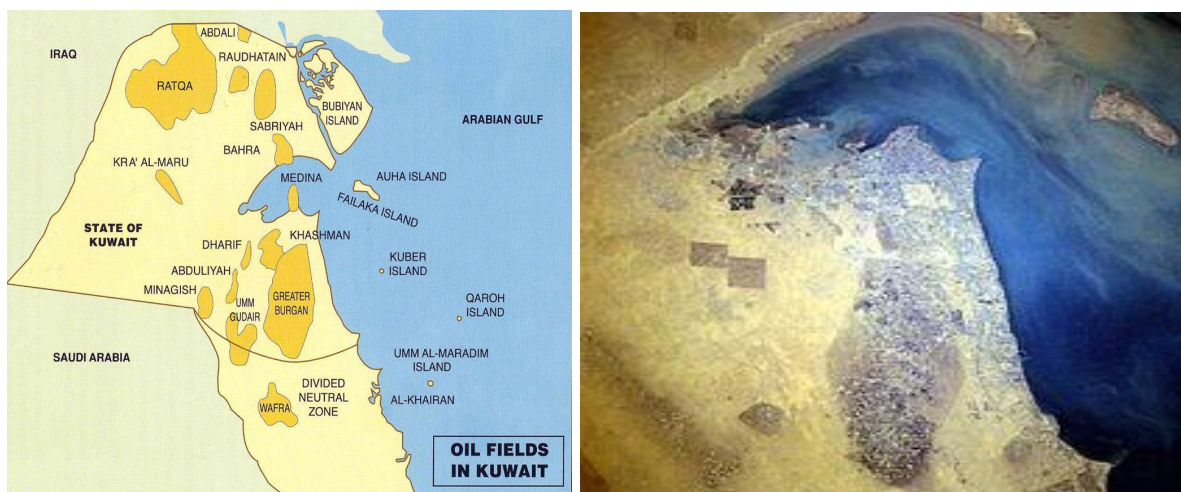 ABDALI
IRAQ
RAUDHATAIN
RATQA
BUBIYAN
ISLAND
ARABIAN GULF
SABRIYAH
BAHRA
KRA' AL-MARU
MEDINA
AUHA ISLAND
FAILAKA ISLAND
STATE OF
KUWAIT
KHASHMAN
DHARIF
KUBER
ISLAND
ABDULIYAH
MINAGISH
GREATER
BURGAN
UMM
GUDAIR
QAROH
ISLAND
SAUDI ARABIA
UMM AL-MARADIM
ISLAND
DIVIDED
NEUTRAL
ZONE
AL-KHAIRAN
WAFRA
OIL FIELDS
IN KUWAIT